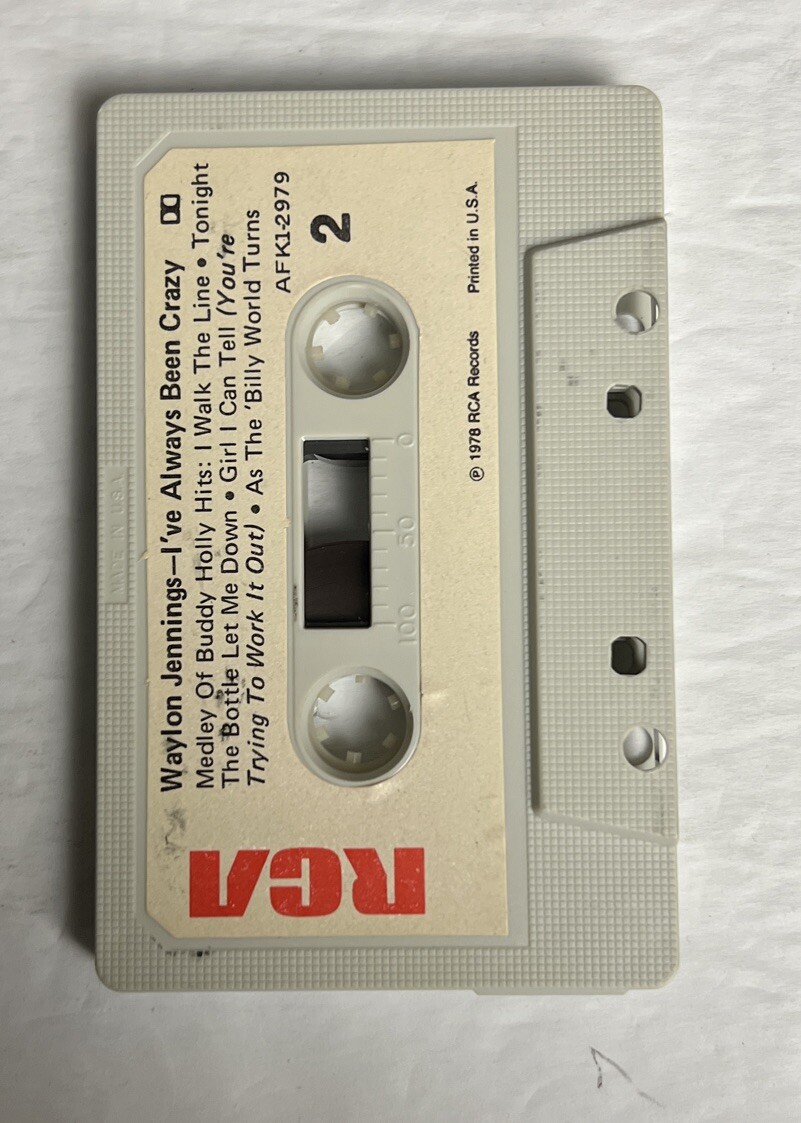 Waylon Jennings—I've Always Been Crazy
Medley Of Buddy Holly Hits: I Walk The Line • Tonight
The Bottle Let Me Down • Girl I Can Tell (You're
Trying To Work It Out) • As The 'Billy World Turns
AFK1-2979
2
100 50 0
℗ 1978 RCA Records Printed in U.S.A.
RCA
MADE IN U.S.A.